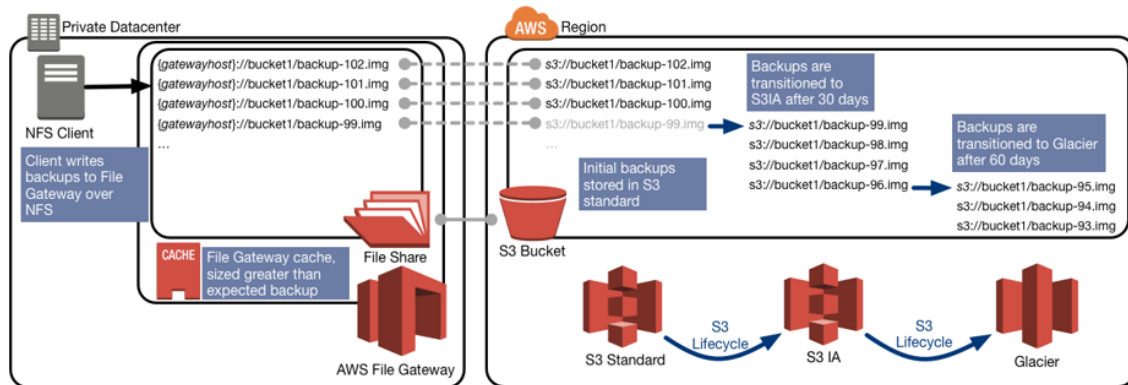 Private Datacenter
NFS Client
Client writes
backups to File
Gateway over
NFS
{gatewayhost}://bucket1/backup-102.img
{gatewayhost}://bucket1/backup-101.img
{gatewayhost}://bucket1/backup-100.img
{gatewayhost}://bucket1/backup-99.img
...
File Share
CACHE
File Gateway cache,
sized greater than
expected backup
AWS File Gateway
AWS
Region
s3://bucket1/backup-102.img
s3://bucket1/backup-101.img
s3://bucket1/backup-100.img
s3://bucket1/backup-99.img
...
Initial backups
stored in S3
standard
S3 Bucket
Backups are
transitioned to
S3IA after 30 days
s3://bucket1/backup-99.img
s3://bucket1/backup-98.img
s3://bucket1/backup-97.img
s3://bucket1/backup-96.img
Backups are
transitioned to Glacier
after 60 days
s3://bucket1/backup-95.img
s3://bucket1/backup-94.img
s3://bucket1/backup-93.img
S3 Standard
S3
Lifecycle
S3 IA
S3
Lifecycle
Glacier